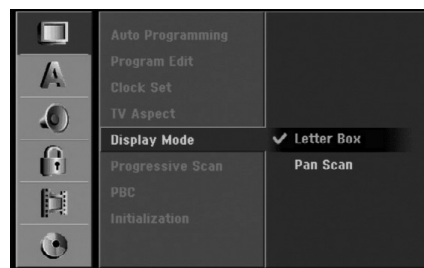 Auto Programming
Program Edit
Clock Set
TV Aspect
Display Mode
✔ Letter Box
Pan Scan
Progressive Scan
PBC
Initialization
A